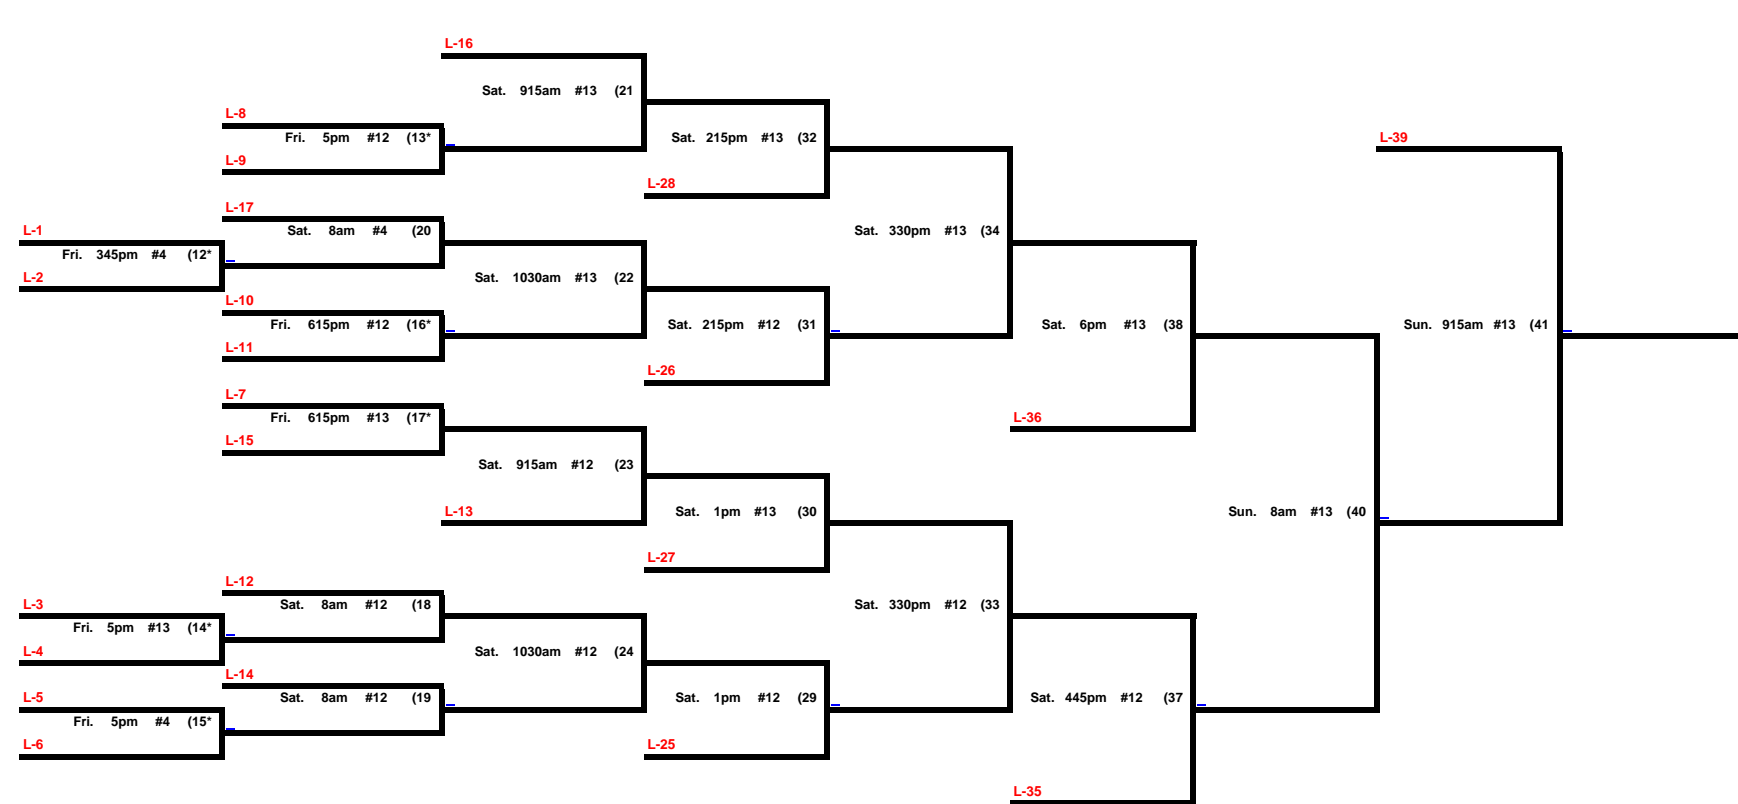 L-16
Sat. 915am #13 (21
L-8
Fri. 5pm #12 (13*
Sat. 215pm #13 (32
L-39
L-9
L-28
L-17
L-1
Sat. 8am #4 (20
Sat. 330pm #13 (34
Fri. 345pm #4 (12*
L-2
Sat. 1030am #13 (22
L-10
Fri. 615pm #12 (16*
Sat. 215pm #12 (31
Sat. 6pm #13 (38
Sun. 915am #13 (41
L-11
L-26
L-7
Fri. 615pm #13 (17*
L-36
L-15
Sat. 915am #12 (23
L-13
Sat. 1pm #13 (30
Sun. 8am #13 (40
L-27
L-12
L-3
Sat. 8am #12 (18
Sat. 330pm #12 (33
Fri. 5pm #13 (14*
L-4
Sat. 1030am #12 (24
L-14
L-5
Sat. 8am #12 (19
Sat. 1pm #12 (29
Sat. 445pm #12 (37
Fri. 5pm #4 (15*
L-6
L-25
L-35